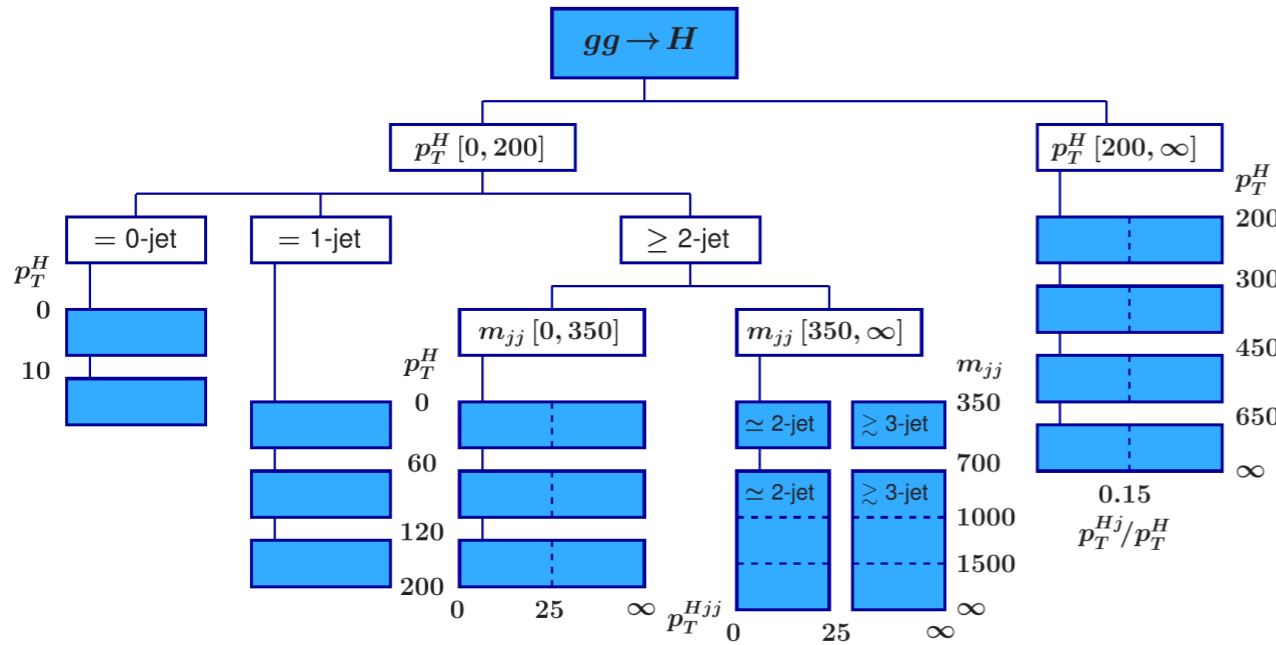 gg → H
p_T^H [0, 200]
p_T^H [200, ∞]
p_T^H
= 0-jet
= 1-jet
≥ 2-jet
200
p_T^H
0
10
m_jj [0, 350]
m_jj [350, ∞]
300
p_T^H
m_jj
450
0
350
≃ 2-jet
≳ 3-jet
650
60
700
∞
≃ 2-jet
≳ 3-jet
0.15
1000
120
p_T^{Hj}/p_T^H
1500
200
0
25
∞
p_T^{Hjj}
∞
0
25
∞